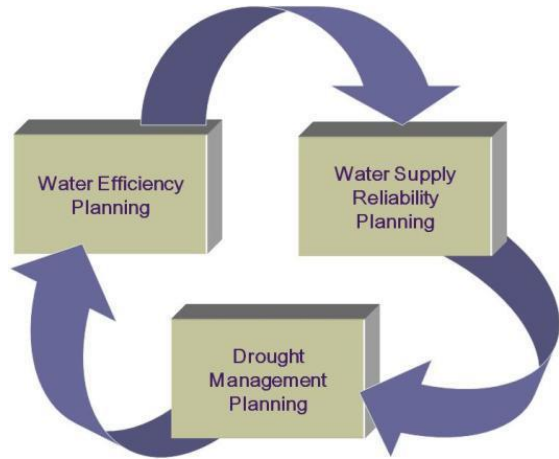 Water Efficiency
Planning
Water Supply
Reliability
Planning
Drought
Management
Planning